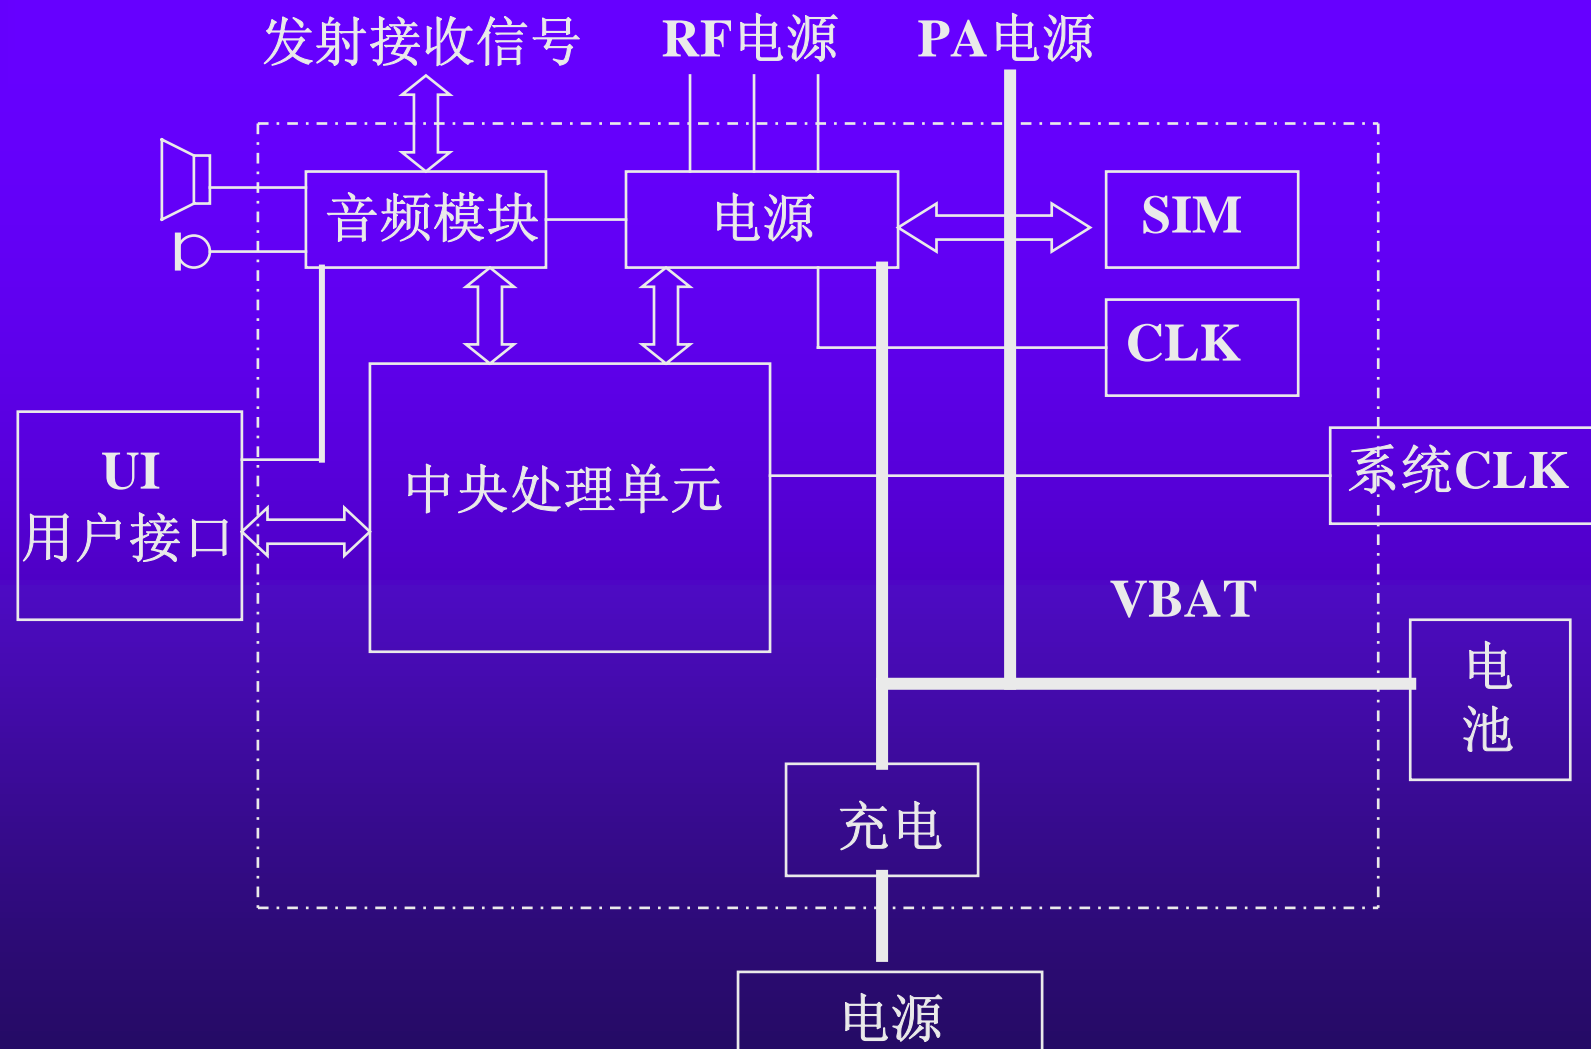 发射接收信号
RF电源
PA电源
音频模块
电源
SIM
CLK
UI
用户接口
中央处理单元
系统CLK
VBAT
电
池
充电
电源